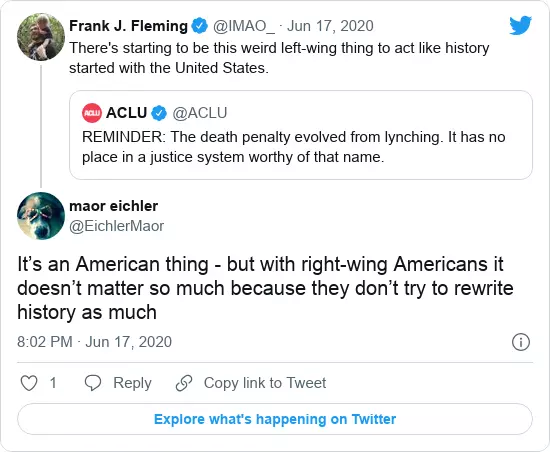 Frank J. Fleming @IMAO_ · Jun 17, 2020
There's starting to be this weird left-wing thing to act like history
started with the United States.
ACLU ACLU @ACLU
REMINDER: The death penalty evolved from lynching. It has no
place in a justice system worthy of that name.
maor eichler
@EichlerMaor
It's an American thing - but with right-wing Americans it
doesn't matter so much because they don't try to rewrite
history as much
8:02 PM · Jun 17, 2020
1 Reply Copy link to Tweet
Explore what's happening on Twitter